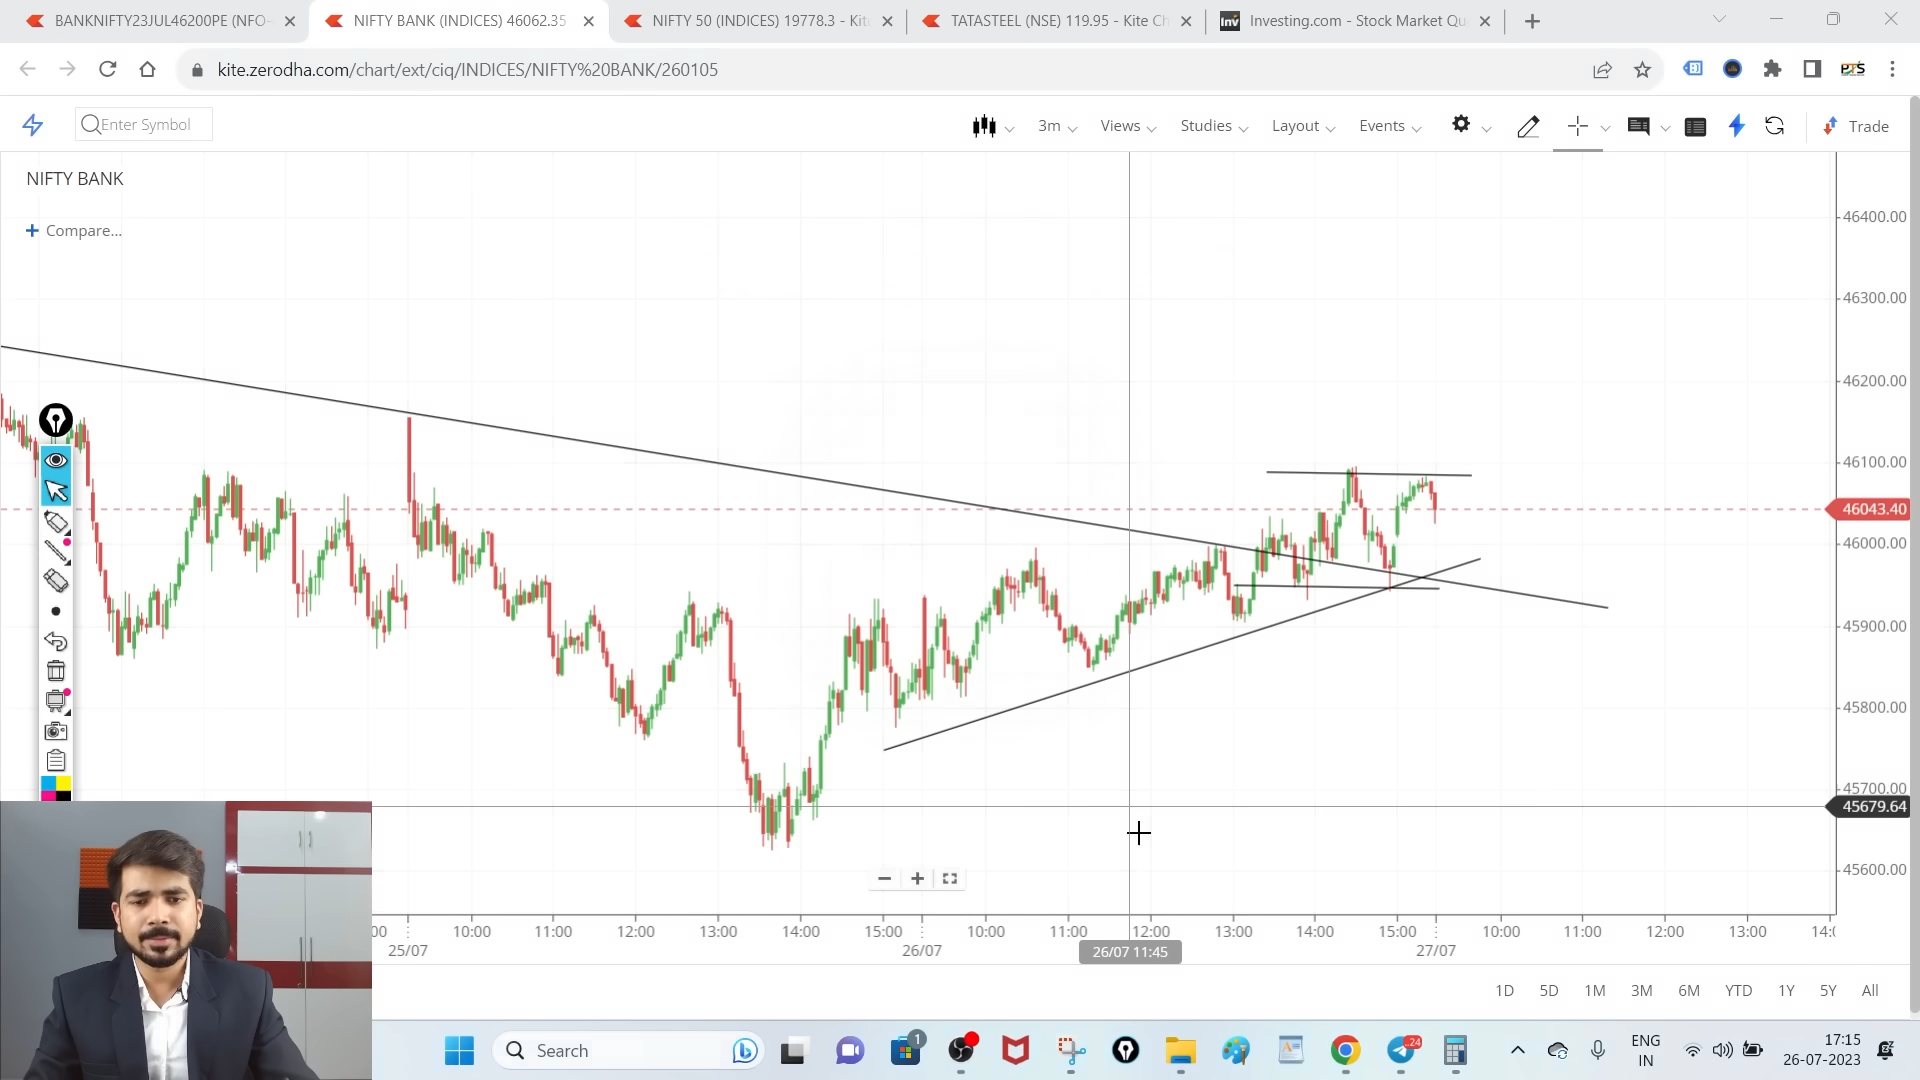 BANKNIFTY23JUL46200PE (NFO-
NIFTY BANK (INDICES) 46062.35
NIFTY 50 (INDICES) 19778.3 - Kite
TATASTEEL (NSE) 119.95 - Kite Ch
Inv
Investing.com - Stock Market Qu
kite.zerodha.com/chart/ext/ciq/INDICES/NIFTY%20BANK/260105
PTS
Enter Symbol
3m
Views
Studies
Layout
Events
Trade
NIFTY BANK
Compare...
46400.00
46300.00
46200.00
46100.00
46043.40
46000.00
45900.00
45800.00
45700.00
45679.64
45600.00
00
10:00
11:00
12:00
13:00
14:00
15:00
10:00
11:00
12:00
13:00
14:00
15:00
10:00
11:00
12:00
13:00
14:0
25/07
26/07
26/07 11:45
27/07
1D
5D
1M
3M
6M
YTD
1Y
5Y
All
Search
1
24
ENG
IN
17:15
26-07-2023